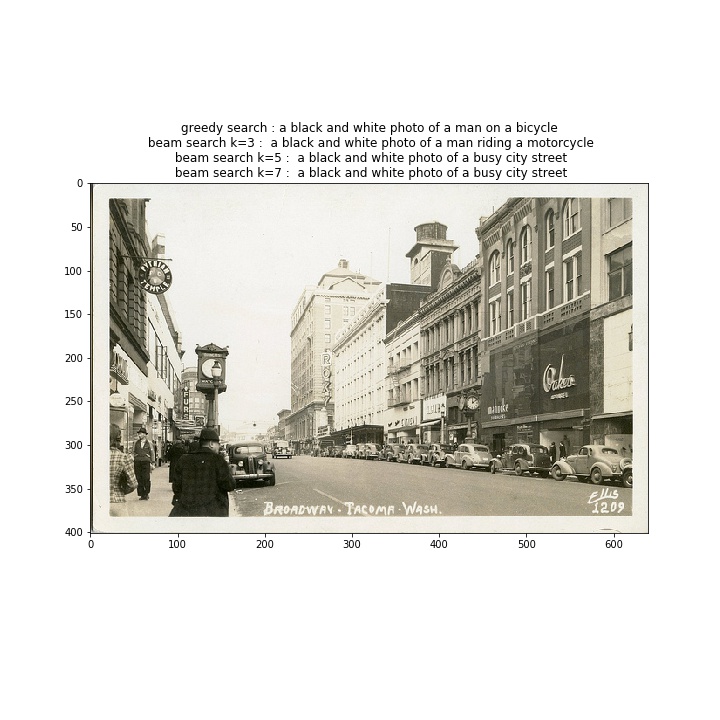 greedy search : a black and white photo of a man on a bicycle
beam search k=3 :  a black and white photo of a man riding a motorcycle
beam search k=5 :  a black and white photo of a busy city street
beam search k=7 :  a black and white photo of a busy city street
0
50
100
150
200
250
300
350
400
ROXY
BROADWAY - TACOMA - WASH.
Ellis
1209
0
100
200
300
400
500
600